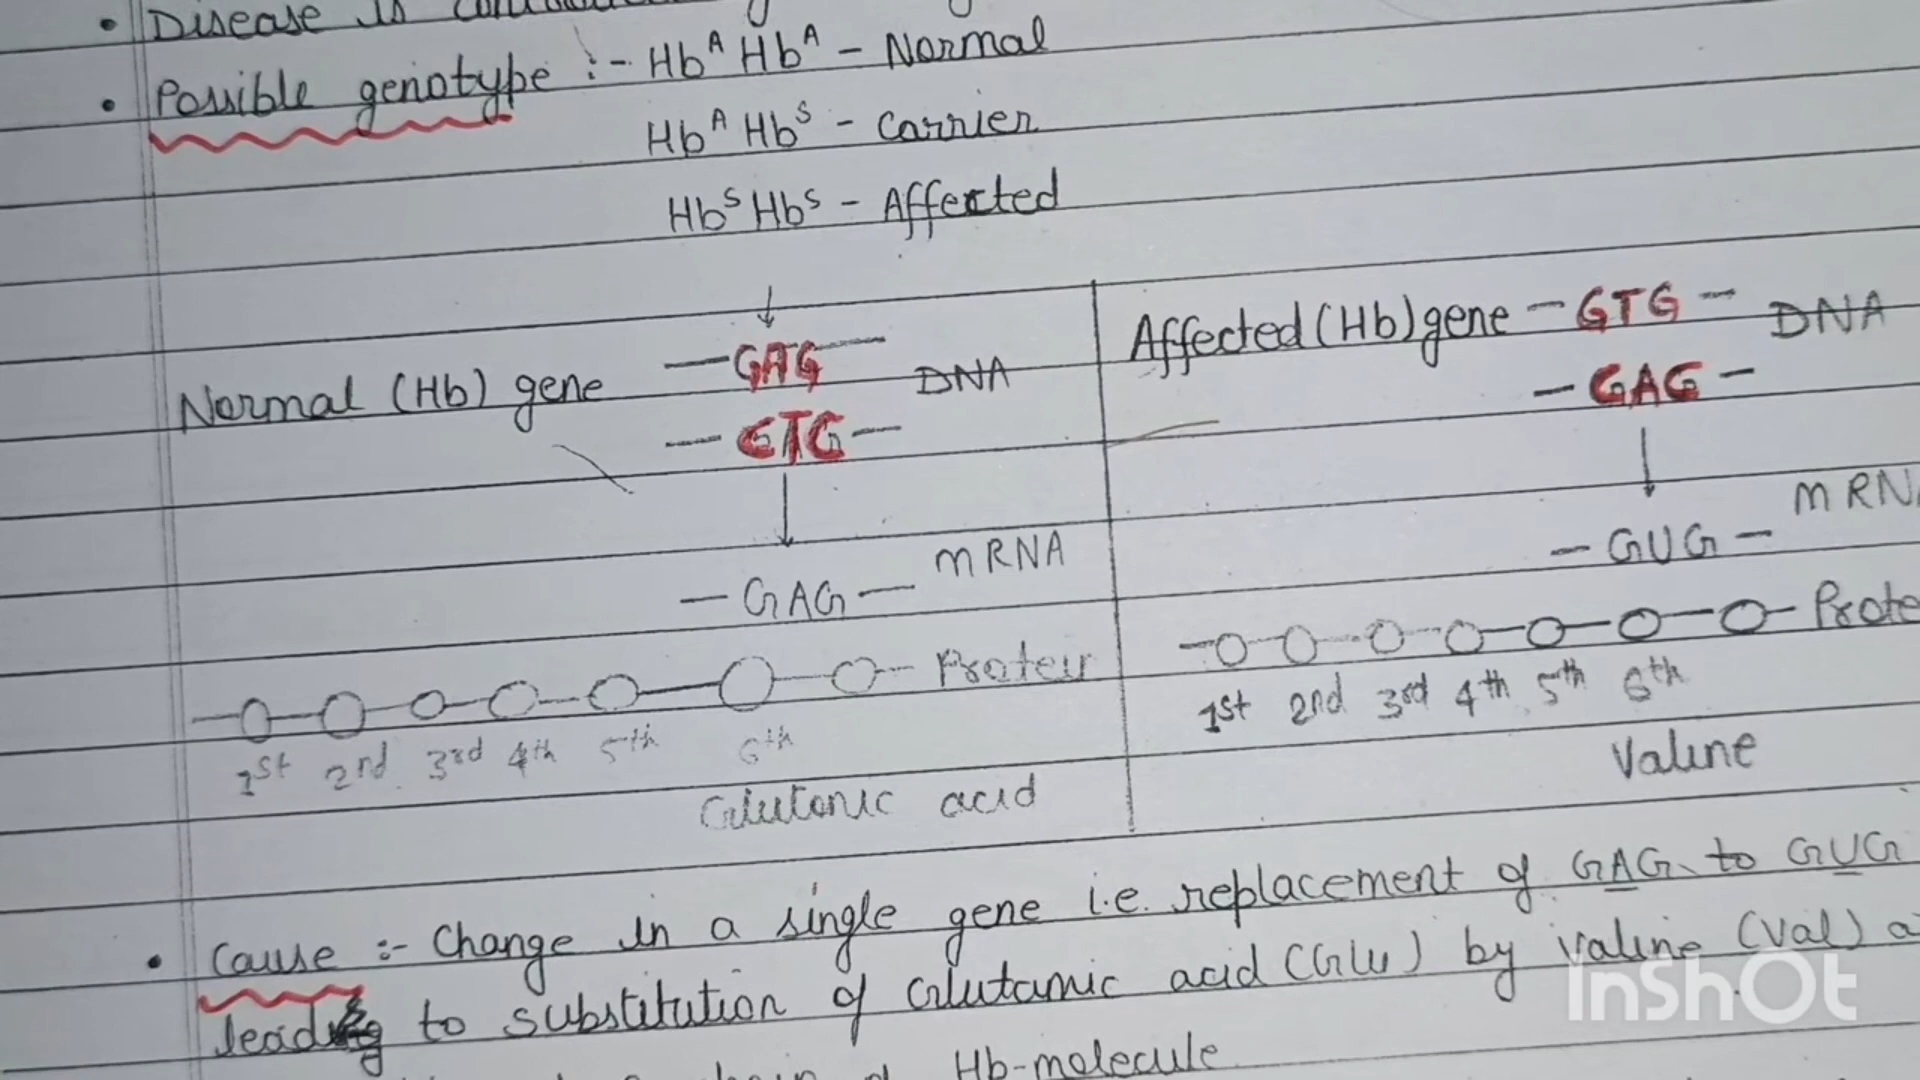 • Disease is
• Possible genotype :- Hb^A Hb^A - Normal
Hb^A Hb^S - Carrier
Hb^S Hb^S - Affected
Normal (Hb) gene
GAG
CTC
DNA
GAG
mRNA
Protein
1st 2nd 3rd 4th 5th 6th
Glutamic acid
Affected (Hb) gene - GTG - DNA
- GAG -
mRN
- GUG -
Prote
1st 2nd 3rd 4th 5th 6th
Valine
• Cause :- Change in a single gene i.e. replacement of GAG to GUG
leading to substitution of Glutamic acid (Glu) by Valine (Val) a
Hb-molecule
InShOt